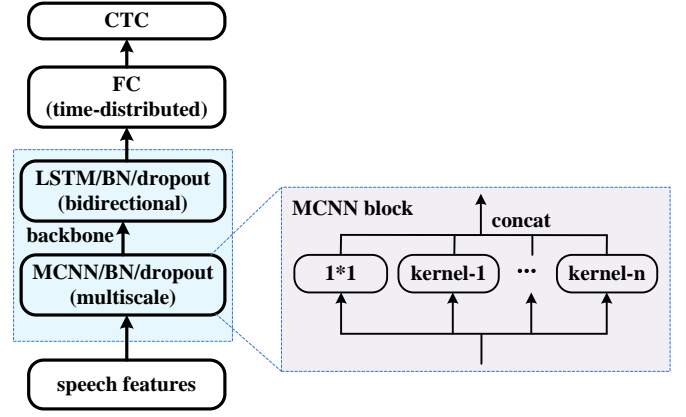 CTC
FC
(time-distributed)
LSTM/BN/dropout
(bidirectional)
backbone
MCNN/BN/dropout
(multiscale)
speech features
MCNN block
concat
1*1
kernel-1
...
kernel-n